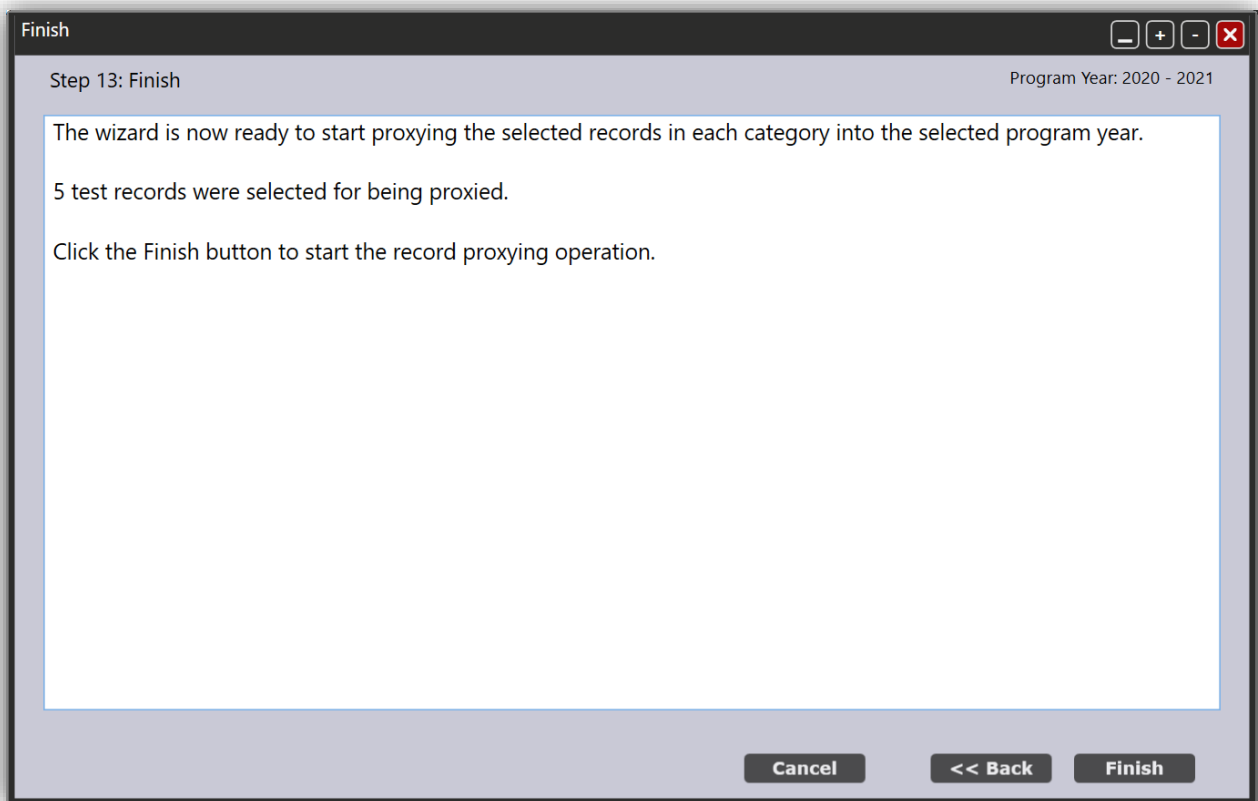 Finish
Step 13: Finish
Program Year: 2020 - 2021
The wizard is now ready to start proxying the selected records in each category into the selected program year.
5 test records were selected for being proxied.
Click the Finish button to start the record proxying operation.
Cancel
<< Back
Finish